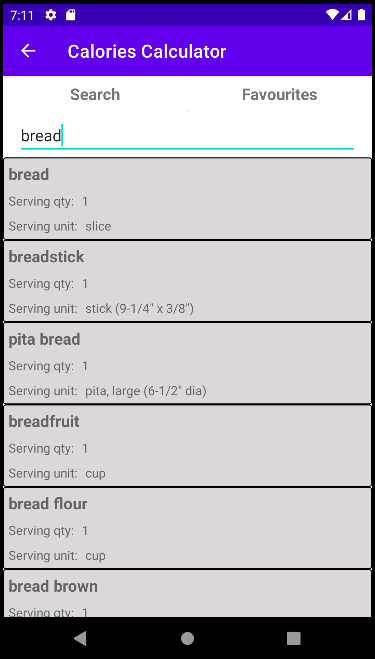 7:11
Calories Calculator
Search Favourites
bread
bread
Serving qty: 1
Serving unit: slice
breadstick
Serving qty: 1
Serving unit: stick (9-1/4" x 3/8")
pita bread
Serving qty: 1
Serving unit: pita, large (6-1/2" dia)
breadfruit
Serving qty: 1
Serving unit: cup
bread flour
Serving qty: 1
Serving unit: cup
bread brown
Serving qty: 1